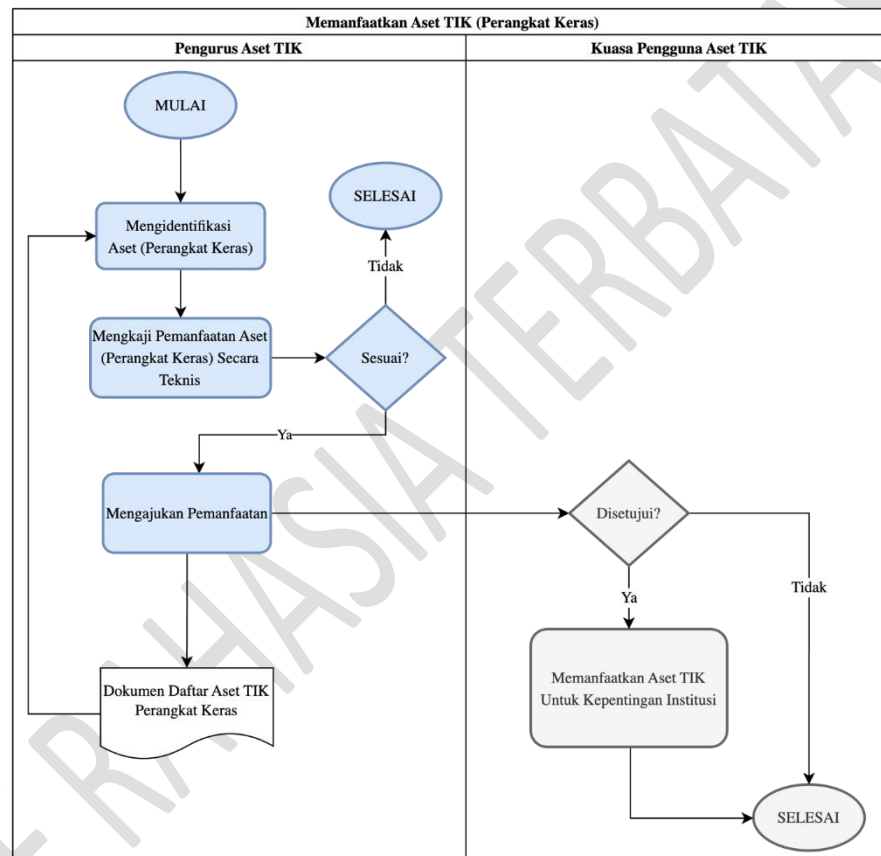 Memanfaatkan Aset TIK (Perangkat Keras)
Pengurus Aset TIK
Kuasa Pengguna Aset TIK
MULAI
SELESAI
Mengidentifikasi
Aset (Perangkat Keras)
Tidak
Mengkaji Pemanfaatan Aset
(Perangkat Keras) Secara
Teknis
Sesuai?
Ya
Mengajukan Pemanfaatan
Disetujui?
Tidak
Ya
Dokumen Daftar Aset TIK
Perangkat Keras
Memanfaatkan Aset TIK
Untuk Kepentingan Institusi
SELESAI
RAHASIA TERBATA